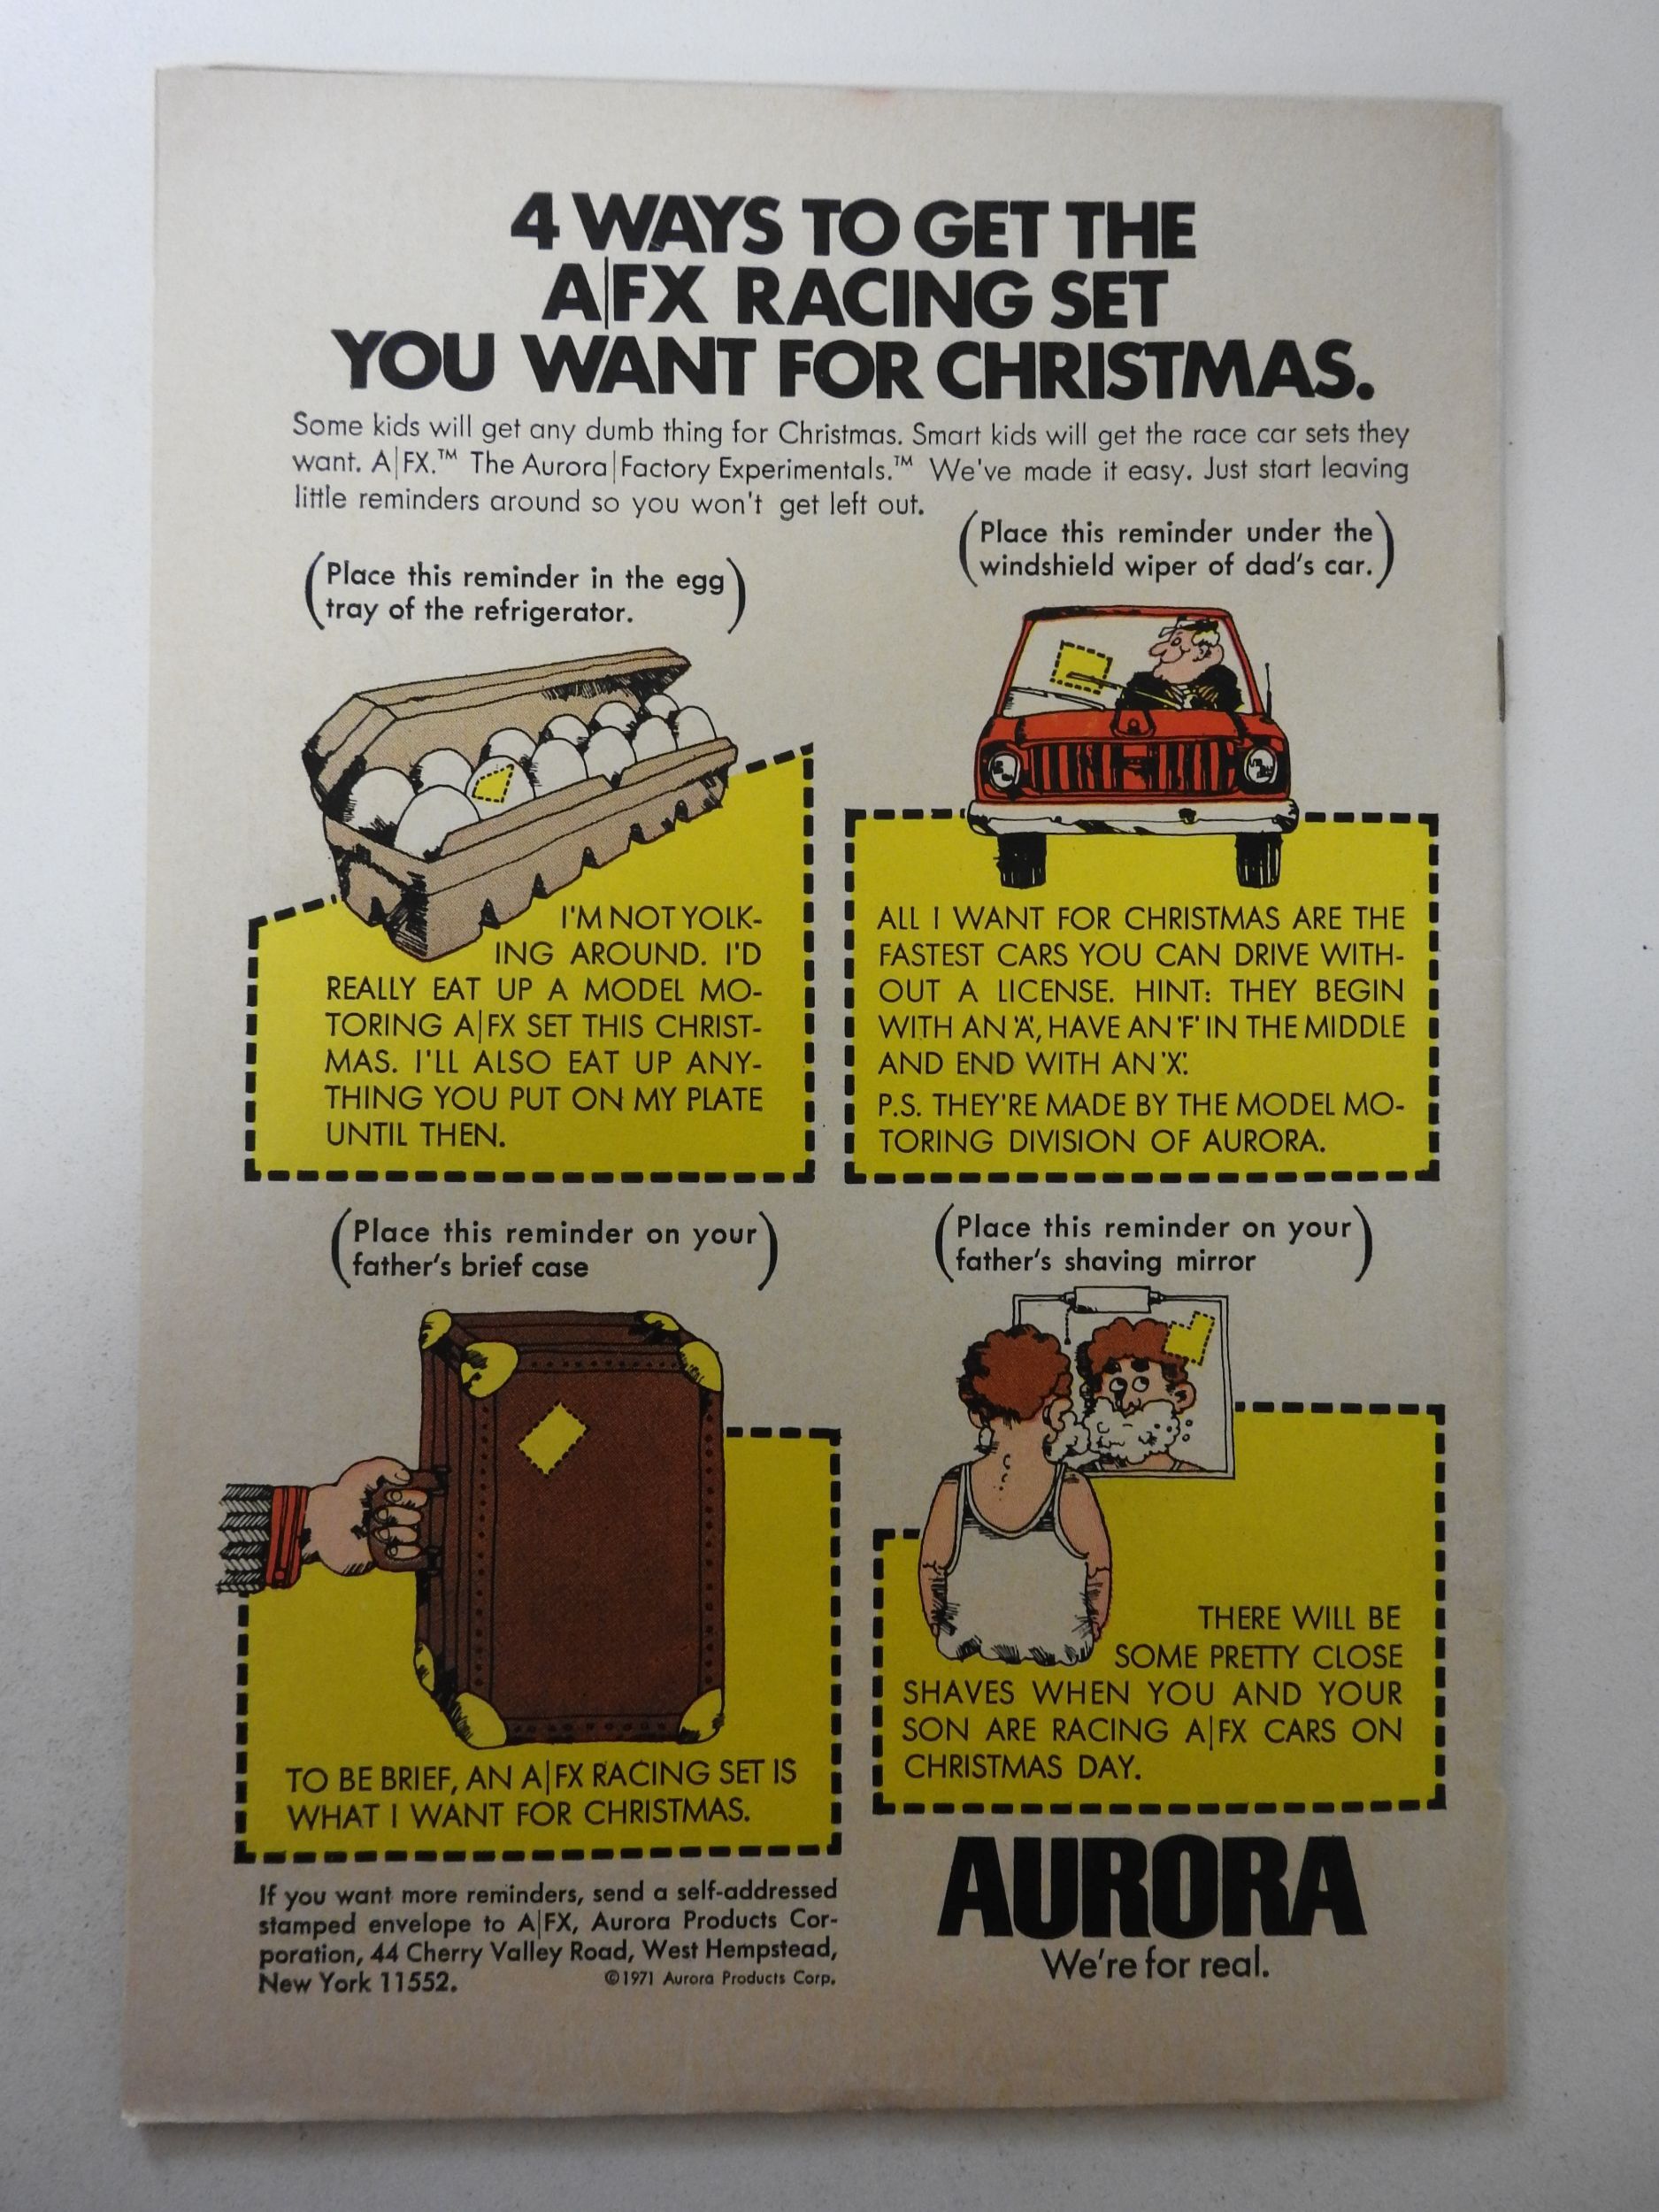 4 WAYS TO GET THE
A|FX RACING SET
YOU WANT FOR CHRISTMAS.
Some kids will get any dumb thing for Christmas. Smart kids will get the race car sets they
want. A|FX.™ The Aurora|Factory Experimentals.™ We've made it easy. Just start leaving
little reminders around so you won't get left out.
(Place this reminder in the egg
tray of the refrigerator.)
I'M NOT YOLK-
ING AROUND. I'D
REALLY EAT UP A MODEL MO-
TORING A|FX SET THIS CHRIST-
MAS. I'LL ALSO EAT UP ANY-
THING YOU PUT ON MY PLATE
UNTIL THEN.
(Place this reminder under the
windshield wiper of dad's car.)
ALL I WANT FOR CHRISTMAS ARE THE
FASTEST CARS YOU CAN DRIVE WITH-
OUT A LICENSE. HINT: THEY BEGIN
WITH AN 'A', HAVE AN 'F' IN THE MIDDLE
AND END WITH AN 'X'.
P.S. THEY'RE MADE BY THE MODEL MO-
TORING DIVISION OF AURORA.
(Place this reminder on your
father's brief case)
TO BE BRIEF, AN A|FX RACING SET IS
WHAT I WANT FOR CHRISTMAS.
(Place this reminder on your
father's shaving mirror)
THERE WILL BE
SOME PRETTY CLOSE
SHAVES WHEN YOU AND YOUR
SON ARE RACING A|FX CARS ON
CHRISTMAS DAY.
If you want more reminders, send a self-addressed
stamped envelope to A|FX, Aurora Products Cor-
poration, 44 Cherry Valley Road, West Hempstead,
New York 11552. ©1971 Aurora Products Corp.
AURORA
We're for real.